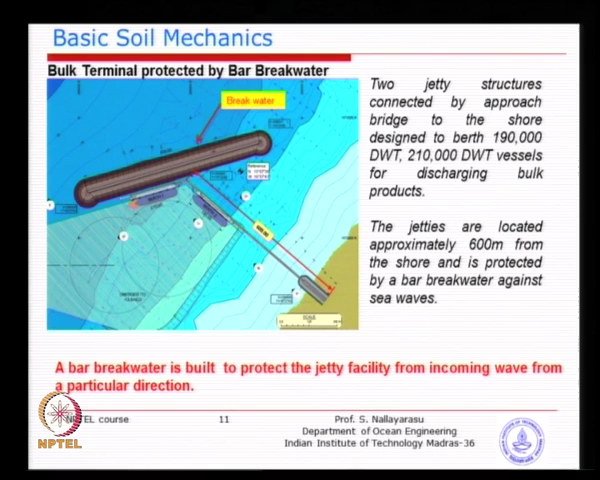 Basic Soil Mechanics
Bulk Terminal protected by Bar Breakwater
Break water
Two jetty structures
connected by approach
bridge to the shore
designed to berth 190,000
DWT, 210,000 DWT vessels
for discharging bulk
products.
The jetties are located
approximately 600m from
the shore and is protected
by a bar breakwater against
sea waves.
A bar breakwater is built to protect the jetty facility from incoming wave from
a particular direction.
NPTEL course
11
Prof. S. Nallayarasu
Department of Ocean Engineering
Indian Institute of Technology Madras-36
NPTEL